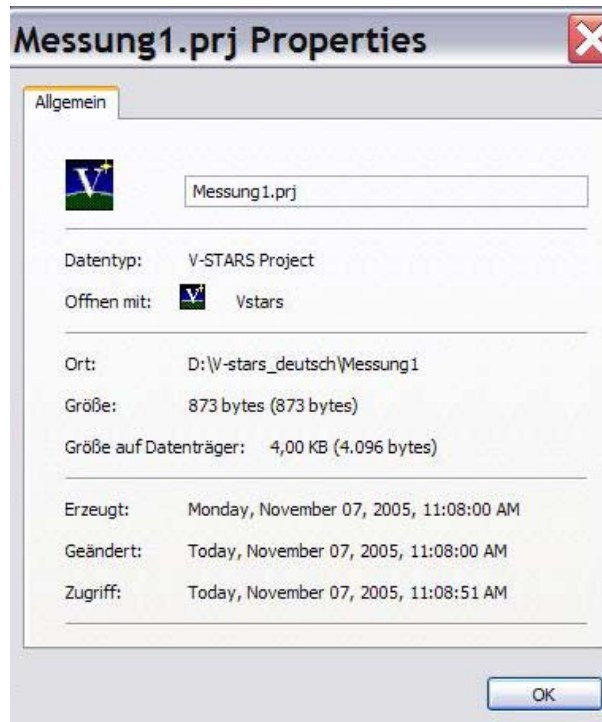 Messung1.prj Properties
Allgemein
V
Messung1.prj
Datentyp: V-STARS Project
Offnen mit: V Vstars
Ort: D:\V-stars_deutsch\Messung1
Größe: 873 bytes (873 bytes)
Größe auf Datenträger: 4,00 KB (4.096 bytes)
Erzeugt: Monday, November 07, 2005, 11:08:00 AM
Geändert: Today, November 07, 2005, 11:08:00 AM
Zugriff: Today, November 07, 2005, 11:08:51 AM
OK